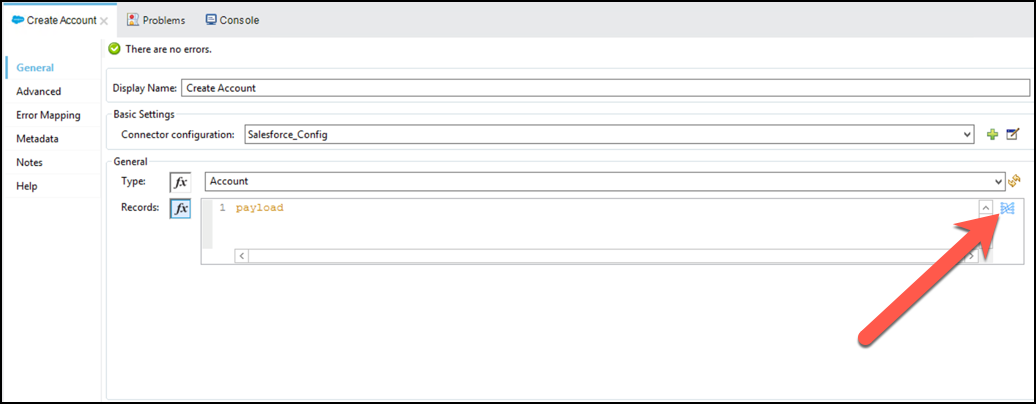 Create Account Problems Console
There are no errors.
General
Advanced
Error Mapping
Metadata
Notes
Help
Display Name: Create Account
Basic Settings
Connector configuration: Salesforce_Config
General
Type: fx Account
Records: fx 1 payload